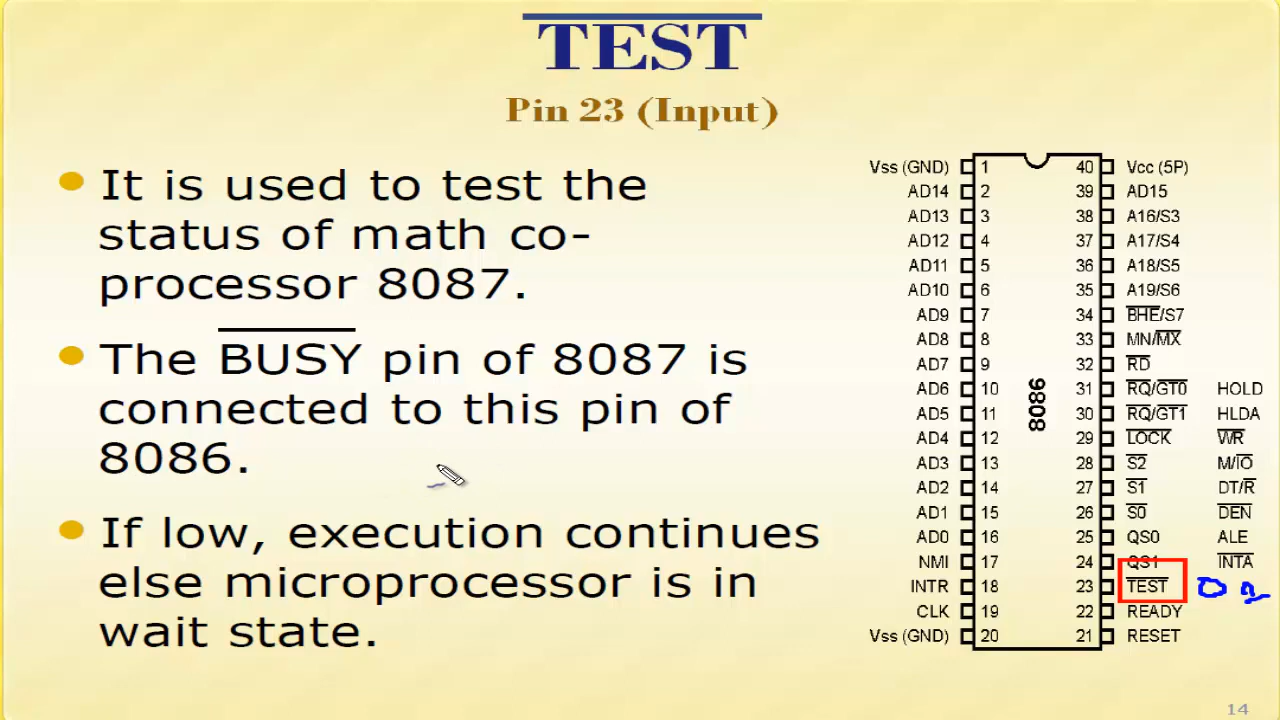 TEST
Pin 23 (Input)
It is used to test the
status of math co-
processor 8087.
The BUSY pin of 8087 is
connected to this pin of
8086.
If low, execution continues
else microprocessor is in
wait state.
Vss (GND) 1 40 Vcc (5P)
AD14 2 39 AD15
AD13 3 38 A16/S3
AD12 4 37 A17/S4
AD11 5 36 A18/S5
AD10 6 35 A19/S6
AD9 7 34 BHE/S7
AD8 8 33 MN/MX
AD7 9 32 RD
AD6 10 31 RQ/GT0 HOLD
AD5 11 30 RQ/GT1 HLDA
AD4 12 29 LOCK WR
AD3 13 28 S2 M/IO
AD2 14 27 S1 DT/R
AD1 15 26 S0 DEN
AD0 16 25 QS0 ALE
NMI 17 24 QS1 INTA
INTR 18 23 TEST
CLK 19 22 READY
Vss (GND) 20 21 RESET
8086
14